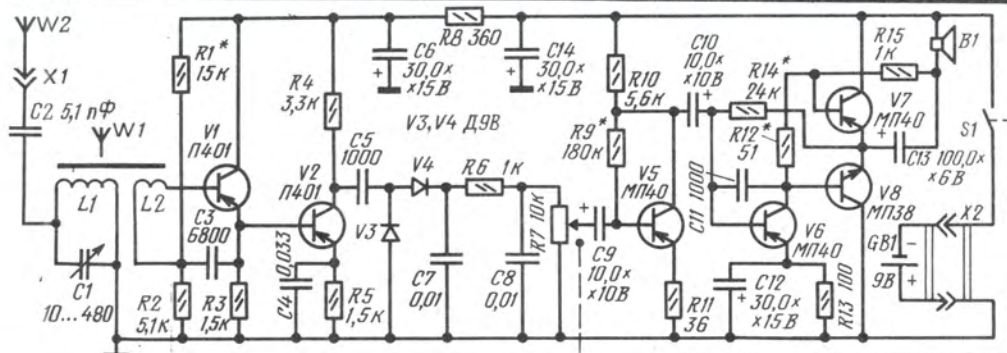 W2
X1
C2 5,1 пФ
W1
L1
L2
C1
10...480
R1*
15к
V1
П401
C3
6800
R2
5,1к
R3
1,5к
R4
3,3к
V2
П401
C4 0,033
R5
1,5к
C5
1000
C6
30,0×
×15В
R8 360
C14
30,0×
×15В
V3, V4 Д9В
V4
V3
R6 1к
C7
0,01
C8
0,01
R7 10к
C9
10,0×
×10В
R10
5,6к
R9*
180к
V5
МП40
R11
36
C10
10,0×
×10В
R14*
24к
R12*
51
C11 1000
V6
МП40
C12
30,0×
×15В
R13 100
R15
1к
V7
МП40
V8
МП38
C13 100,0×
×6В
B1
S1
X2
GB1
9В